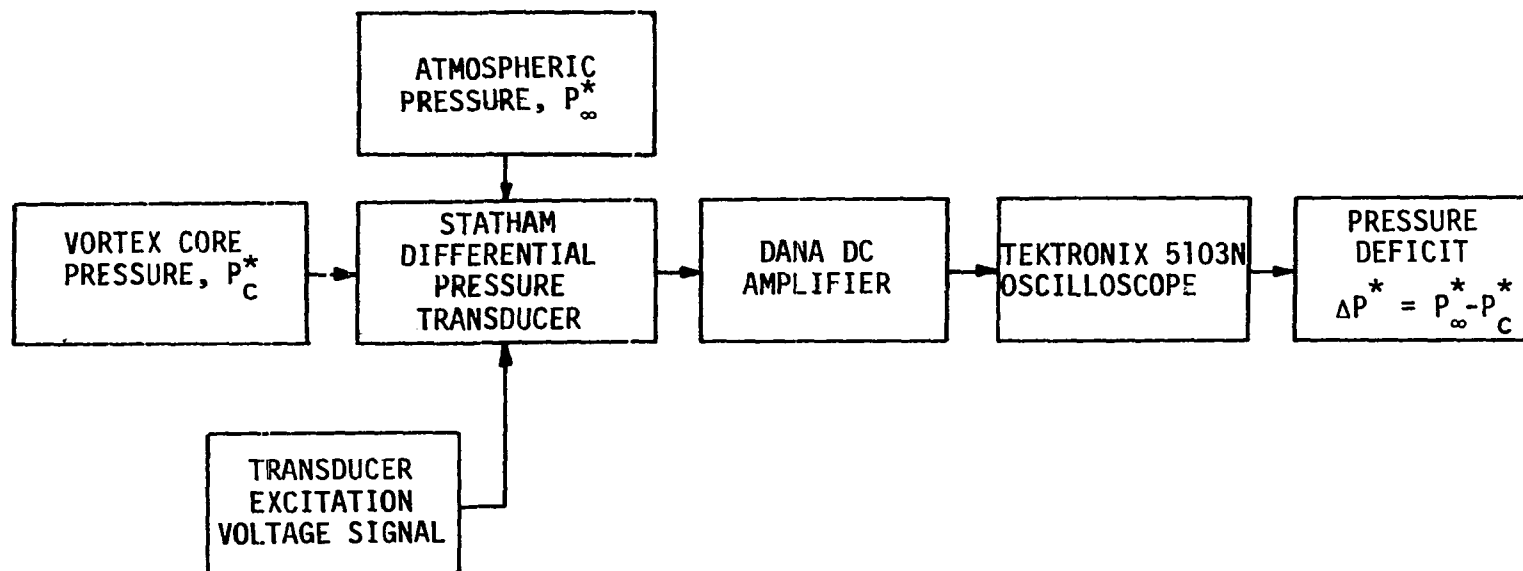 ATMOSPHERIC
PRESSURE, P*∞
VORTEX CORE
PRESSURE, P*C
STATHAM
DIFFERENTIAL
PRESSURE
TRANSDUCER
DANA DC
AMPLIFIER
TEKTRONIX 5103N
OSCILLOSCOPE
PRESSURE
DEFICIT
ΔP* = P*∞-P*C
TRANSDUCER
EXCITATION
VOLTAGE SIGNAL